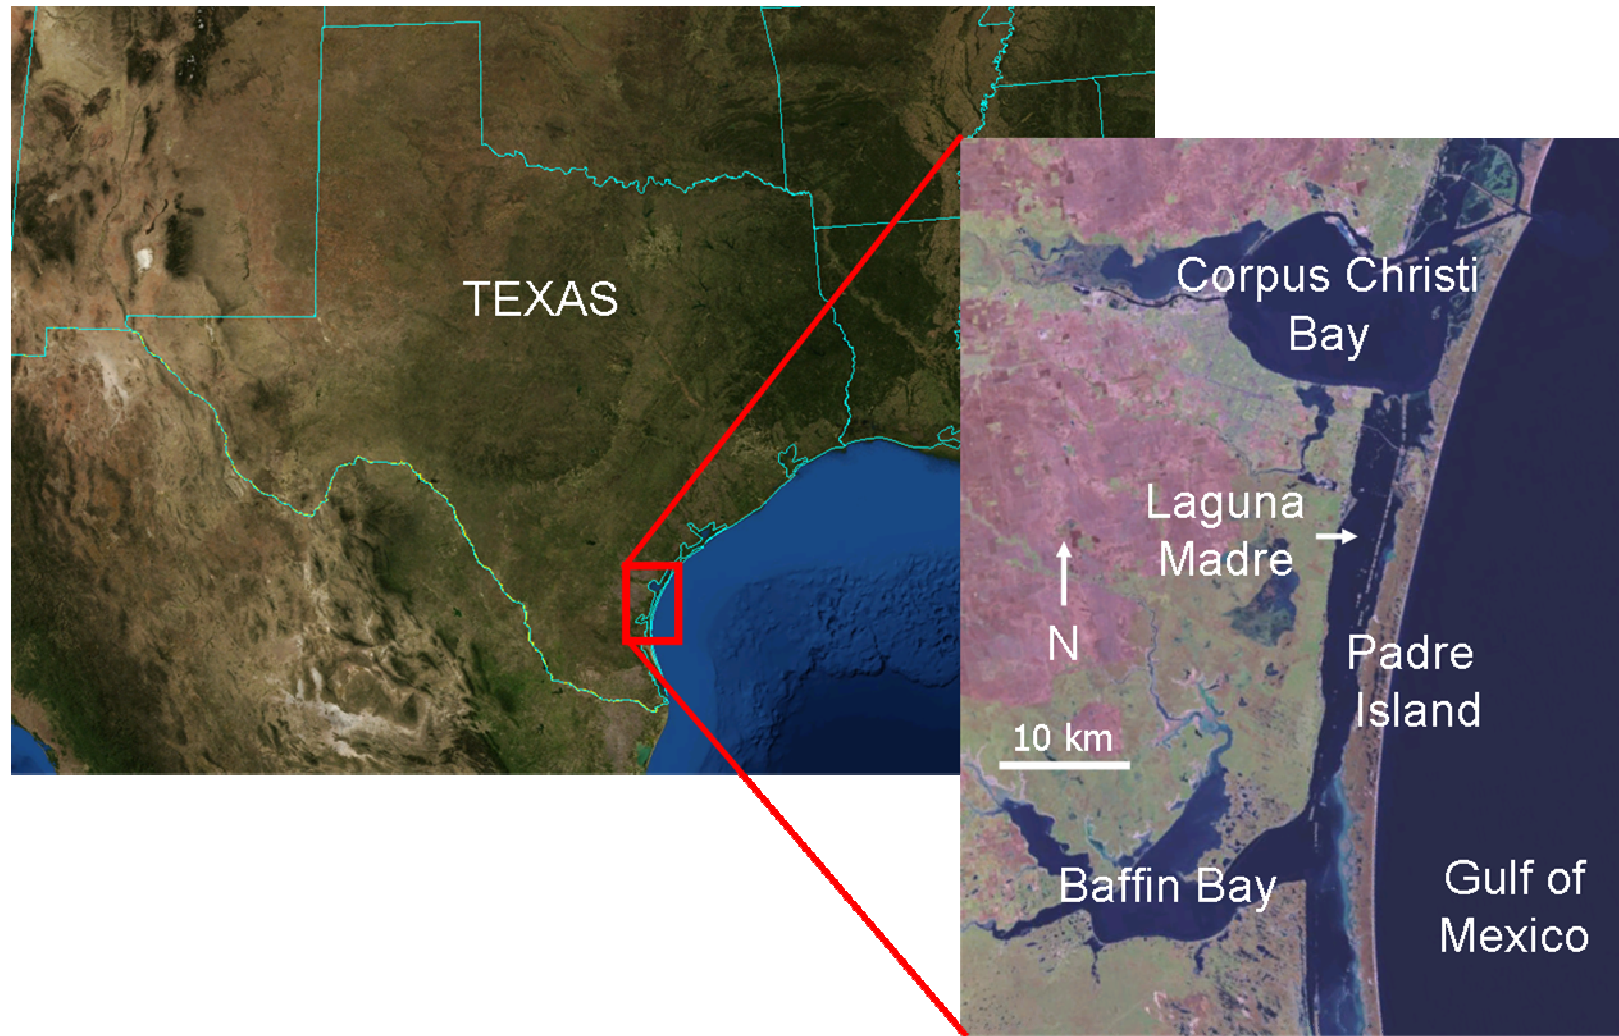 TEXAS
Corpus Christi
Bay
Laguna
Madre
N
Padre
Island
10 km
Baffin Bay
Gulf of
Mexico